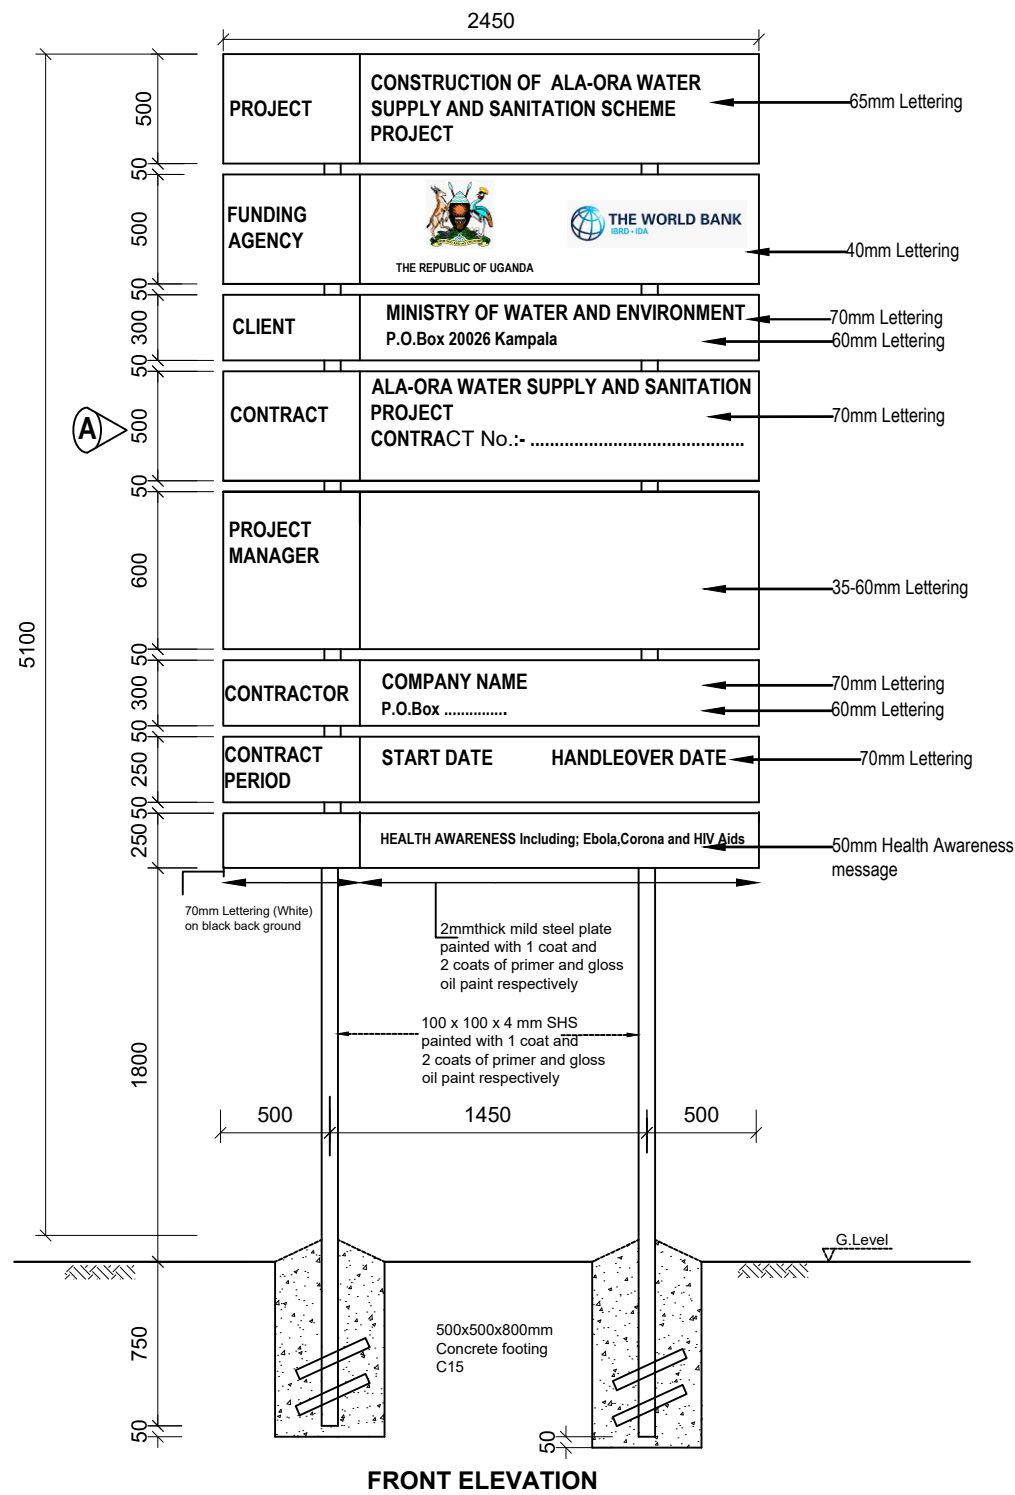 2450
5100
500
PROJECT
CONSTRUCTION OF ALA-ORA WATER
SUPPLY AND SANITATION SCHEME
PROJECT
65mm Lettering
50
500
FUNDING
AGENCY
THE REPUBLIC OF UGANDA
THE WORLD BANK
IBRD • IDA
40mm Lettering
50
300
CLIENT
MINISTRY OF WATER AND ENVIRONMENT
P.O.Box 20026 Kampala
70mm Lettering
60mm Lettering
50
A
500
CONTRACT
ALA-ORA WATER SUPPLY AND SANITATION
PROJECT
CONTRACT No.:- ............................................
70mm Lettering
50
600
PROJECT
MANAGER
35-60mm Lettering
50
300
CONTRACTOR
COMPANY NAME
P.O.Box ..............
70mm Lettering
60mm Lettering
50
250
CONTRACT
PERIOD
START DATE HANDLEOVER DATE
70mm Lettering
50
250
HEALTH AWARENESS Including; Ebola,Corona and HIV Aids
50mm Health Awareness
message
70mm Lettering (White)
on black back ground
2mmthick mild steel plate
painted with 1 coat and
2 coats of primer and gloss
oil paint respectively
100 x 100 x 4 mm SHS
painted with 1 coat and
2 coats of primer and gloss
oil paint respectively
1800
500 1450 500
G.Level
750
500x500x800mm
Concrete footing
C15
50
50
FRONT ELEVATION